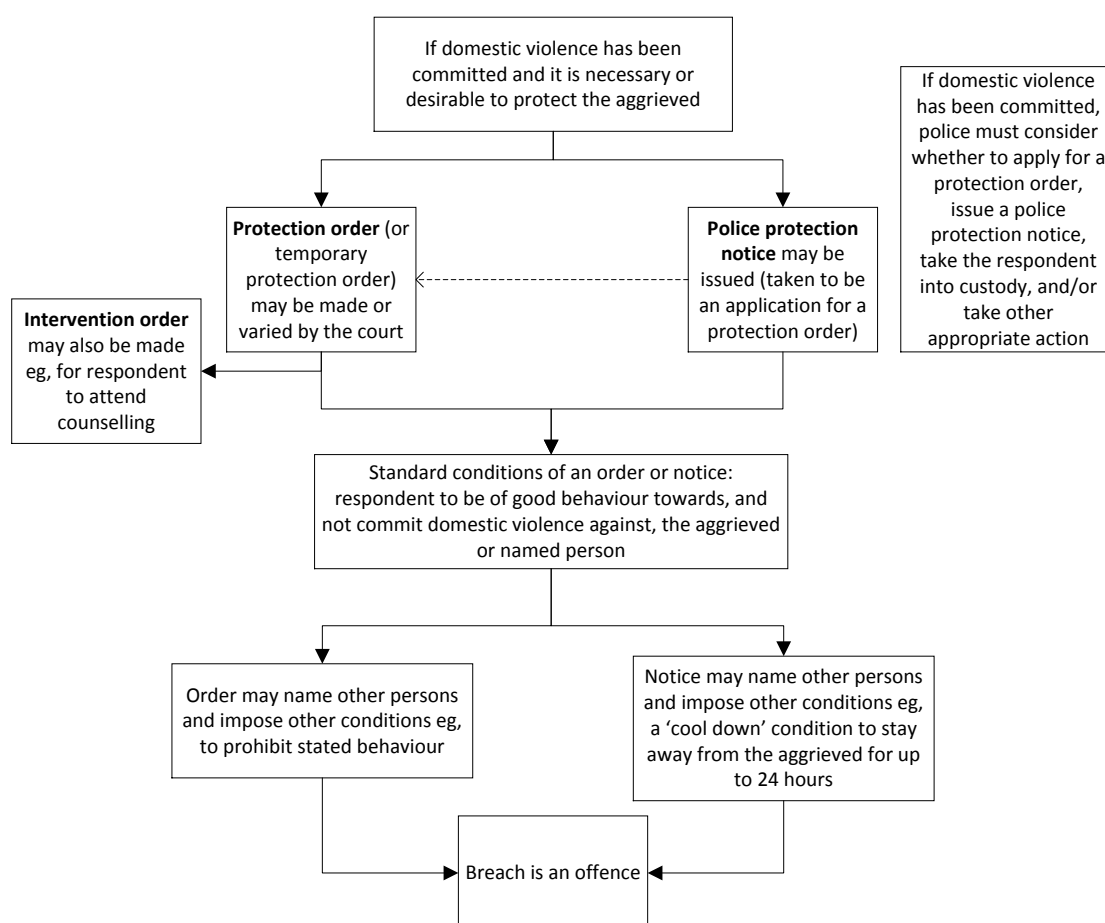 If domestic violence has been
committed and it is necessary or
desirable to protect the aggrieved
If domestic violence
has been committed,
police must consider
whether to apply for a
protection order,
issue a police
protection notice,
take the respondent
into custody, and/or
take other
appropriate action
Protection order (or
temporary
protection order)
may be made or
varied by the court
Police protection
notice may be
issued (taken to be
an application for a
protection order)
Intervention order
may also be made
eg, for respondent
to attend
counselling
Standard conditions of an order or notice:
respondent to be of good behaviour towards, and
not commit domestic violence against, the aggrieved
or named person
Order may name other persons
and impose other conditions eg,
to prohibit stated behaviour
Notice may name other persons
and impose other conditions eg,
a ‘cool down’ condition to stay
away from the aggrieved for up
to 24 hours
Breach is an offence